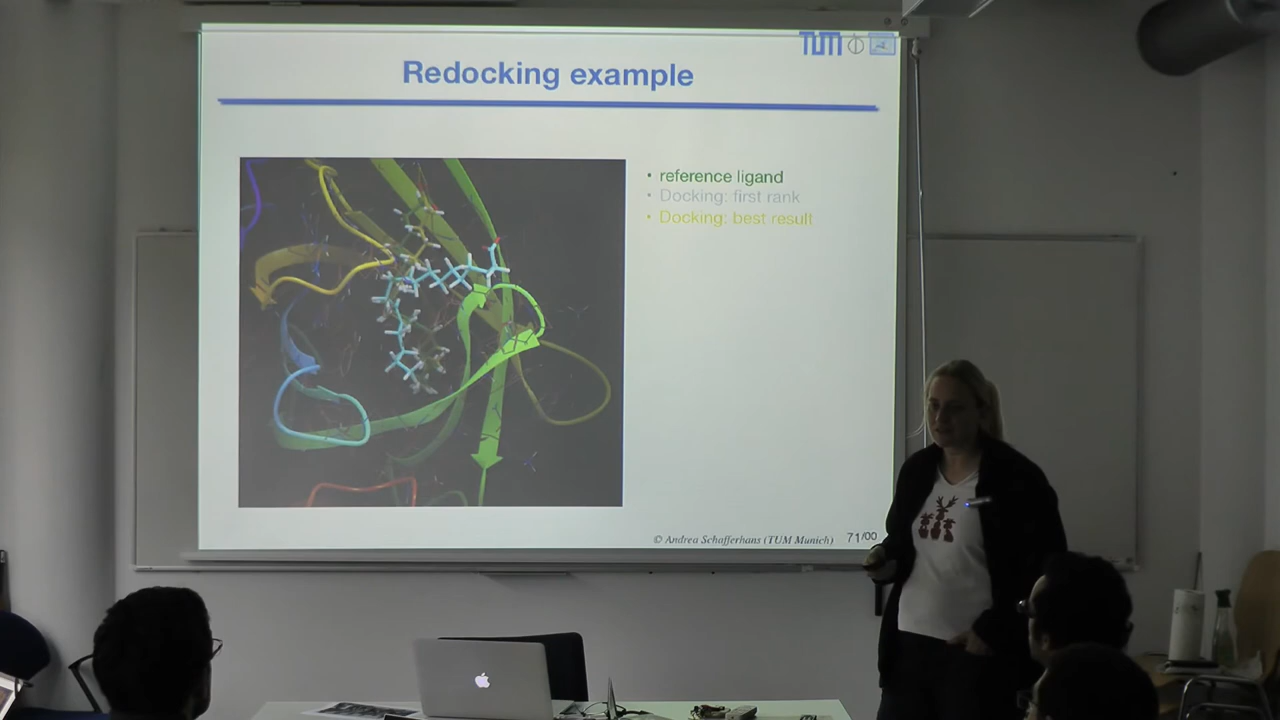 TUM
Redocking example
• reference ligand
• Docking: first rank
• Docking: best result
© Andrea Schafferhans (TUM Munich)
71/00